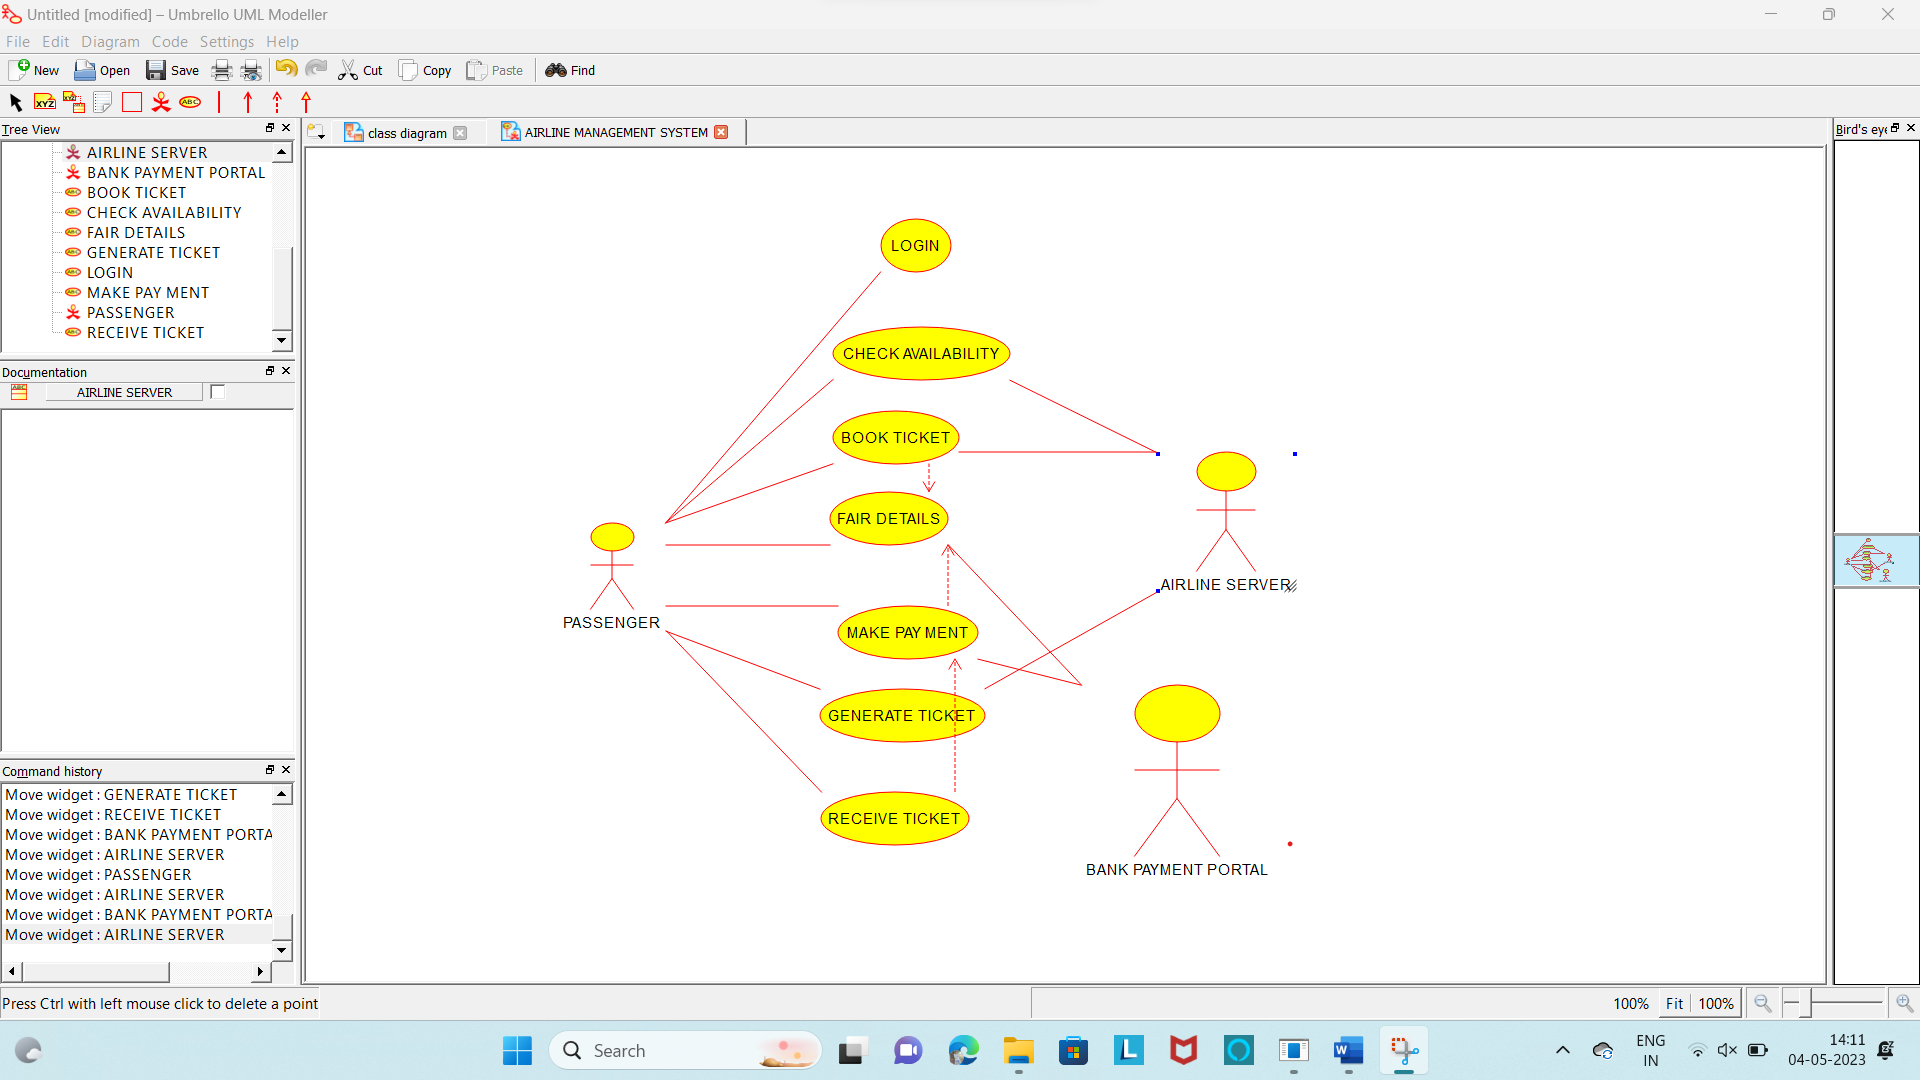 Untitled [modified] – Umbrello UML Modeller
File Edit Diagram Code Settings Help
New Open Save Cut Copy Paste Find
XYZ XYZ ABC
Tree View
AIRLINE SERVER
BANK PAYMENT PORTAL
BOOK TICKET
CHECK AVAILABILITY
FAIR DETAILS
GENERATE TICKET
LOGIN
MAKE PAY MENT
PASSENGER
RECEIVE TICKET
Documentation
AIRLINE SERVER
Command history
Move widget : GENERATE TICKET
Move widget : RECEIVE TICKET
Move widget : BANK PAYMENT PORTA
Move widget : AIRLINE SERVER
Move widget : PASSENGER
Move widget : AIRLINE SERVER
Move widget : BANK PAYMENT PORTA
Move widget : AIRLINE SERVER
class diagram
AIRLINE MANAGEMENT SYSTEM
LOGIN
CHECK AVAILABILITY
BOOK TICKET
FAIR DETAILS
PASSENGER
AIRLINE SERVER
MAKE PAY MENT
GENERATE TICKET
RECEIVE TICKET
BANK PAYMENT PORTAL
Bird's eye
Press Ctrl with left mouse click to delete a point
100% Fit 100%
Search
L
W
ENG
IN
14:11
04-05-2023